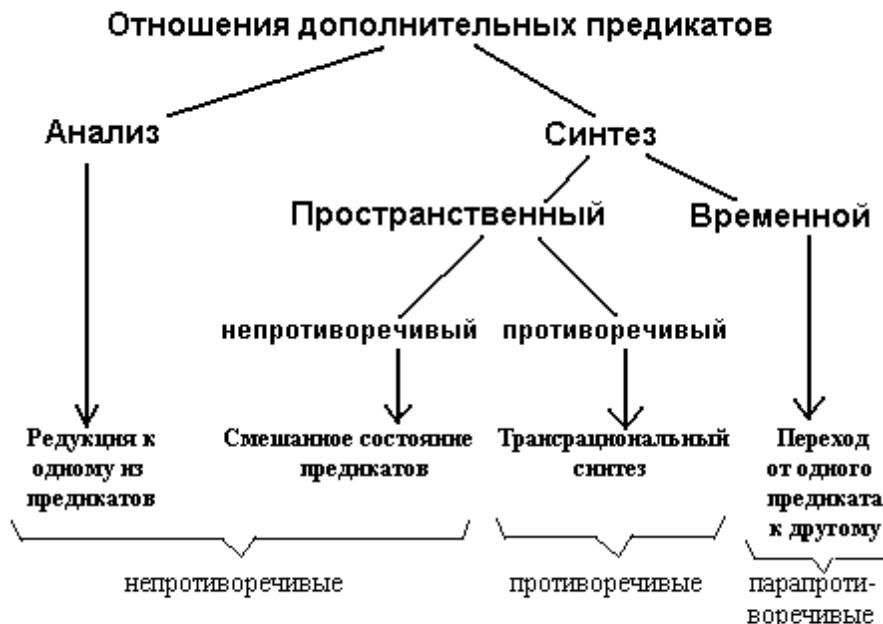 Отношения дополнительных предикатов
Анализ
Синтез
Пространственный
Временной
непротиворечивый
противоречивый
Редукция к
одному из
предикатов
Смешанное состояние
предикатов
Трансрациональный
синтез
Переход
от одного
предиката
к другому
непротиворечивые
противоречивые
парапроти-
воречивые